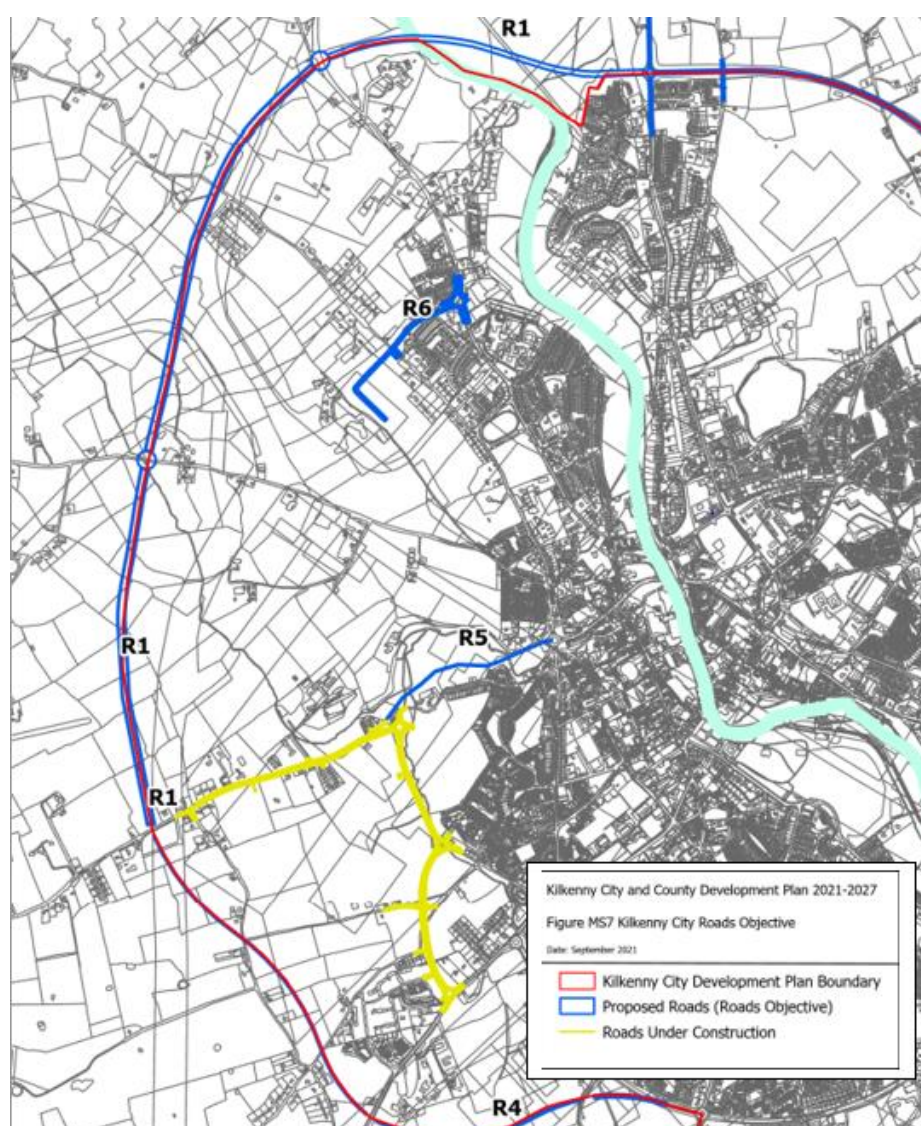 R1
R6
R5
R1
R1
R4
Kilkenny City and County Development Plan 2021-2027
Figure MS7 Kilkenny City Roads Objective
Date: September 2021
Kilkenny City Development Plan Boundary
Proposed Roads (Roads Objective)
Roads Under Construction